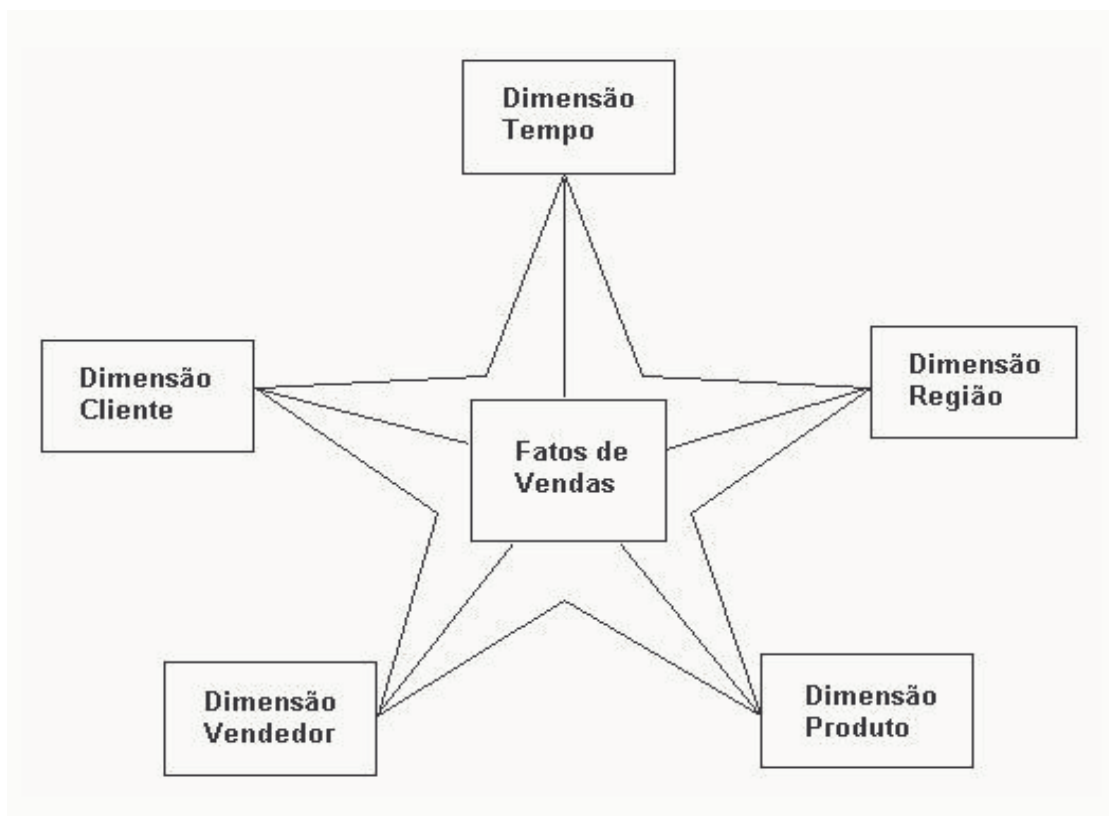 Dimensão
Tempo
Dimensão
Cliente
Dimensão
Região
Fatos de
Vendas
Dimensão
Vendedor
Dimensão
Produto